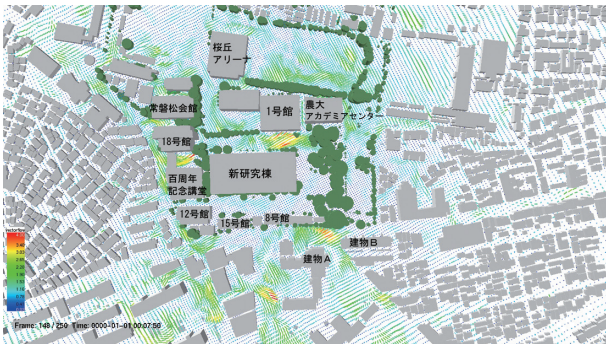 桜丘
アリーナ
常磐松会館
1号館
農大
アカデミアセンター
18号館
百周年
記念講堂
新研究棟
12号館
15号館
8号館
建物B
建物A
Frame: 148 / 250 Time: 0000-01-01 00:07:50